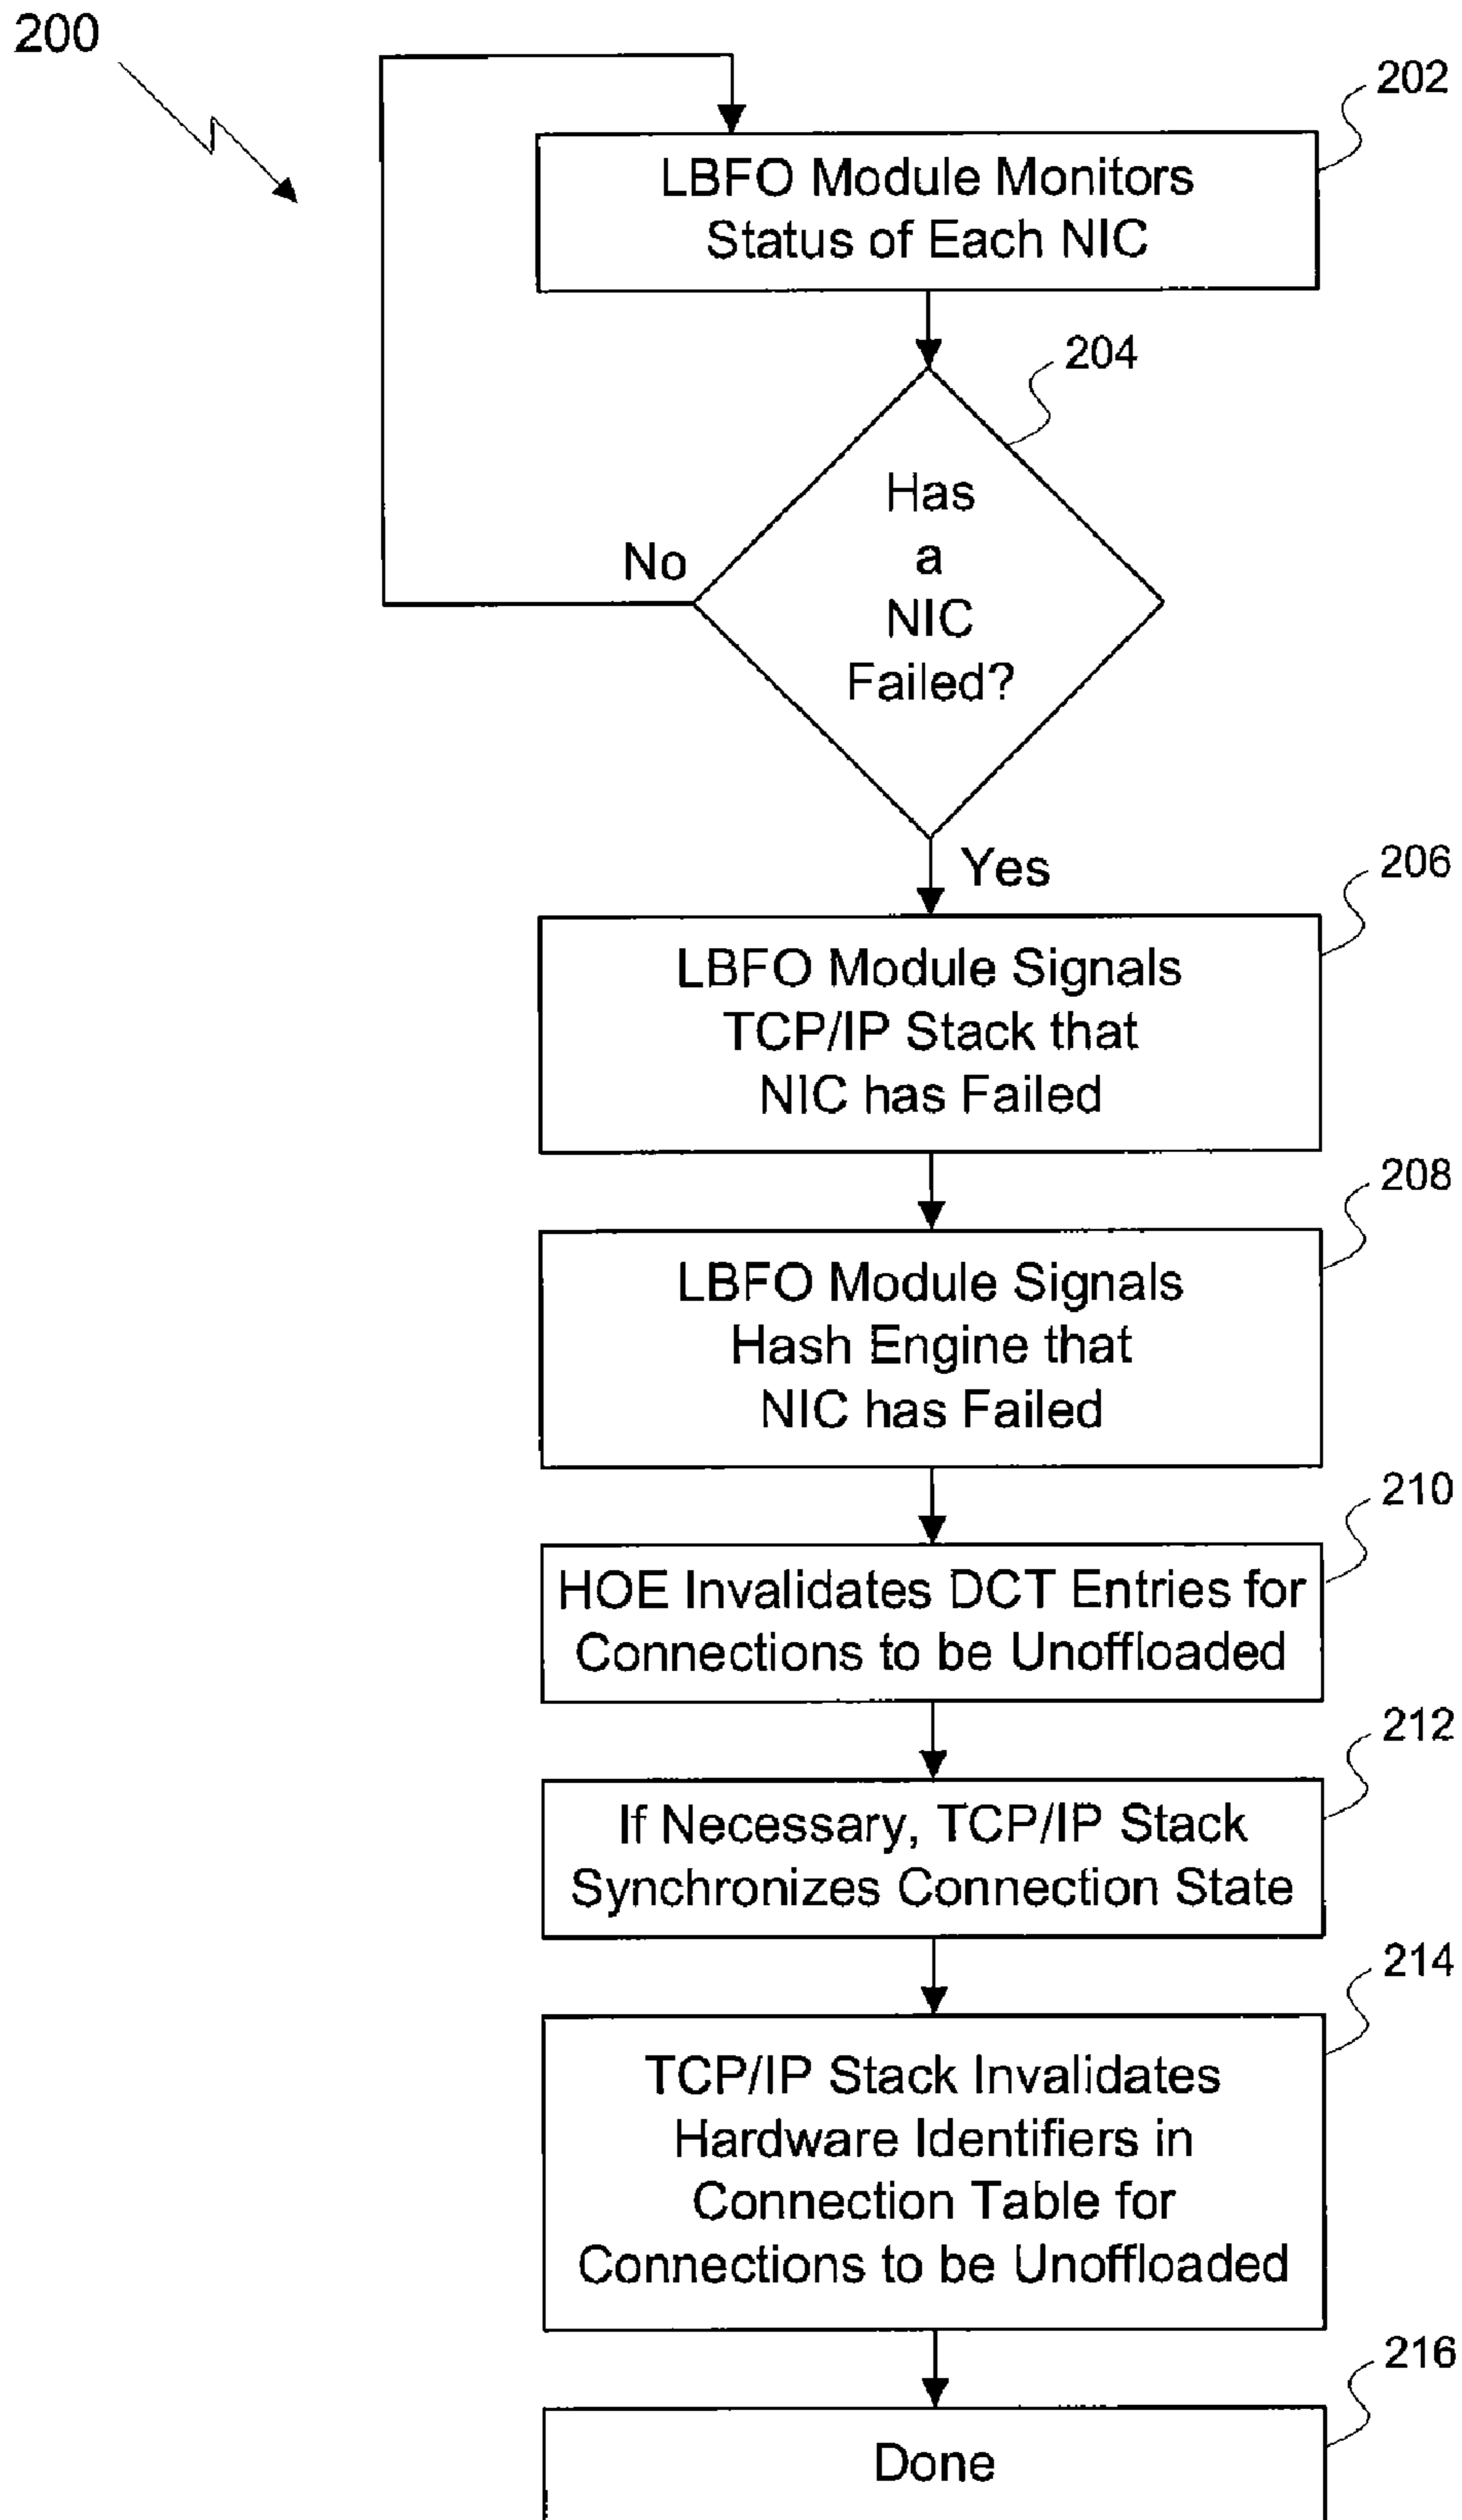 200
202
LBFO Module Monitors
Status of Each NIC
204
Has
a
NIC
Failed?
No
Yes
206
LBFO Module Signals
TCP/IP Stack that
NIC has Failed
208
LBFO Module Signals
Hash Engine that
NIC has Failed
210
HOE Invalidates DCT Entries for
Connections to be Unoffloaded
212
If Necessary, TCP/IP Stack
Synchronizes Connection State
214
TCP/IP Stack Invalidates
Hardware Identifiers in
Connection Table for
Connections to be Unoffloaded
216
Done